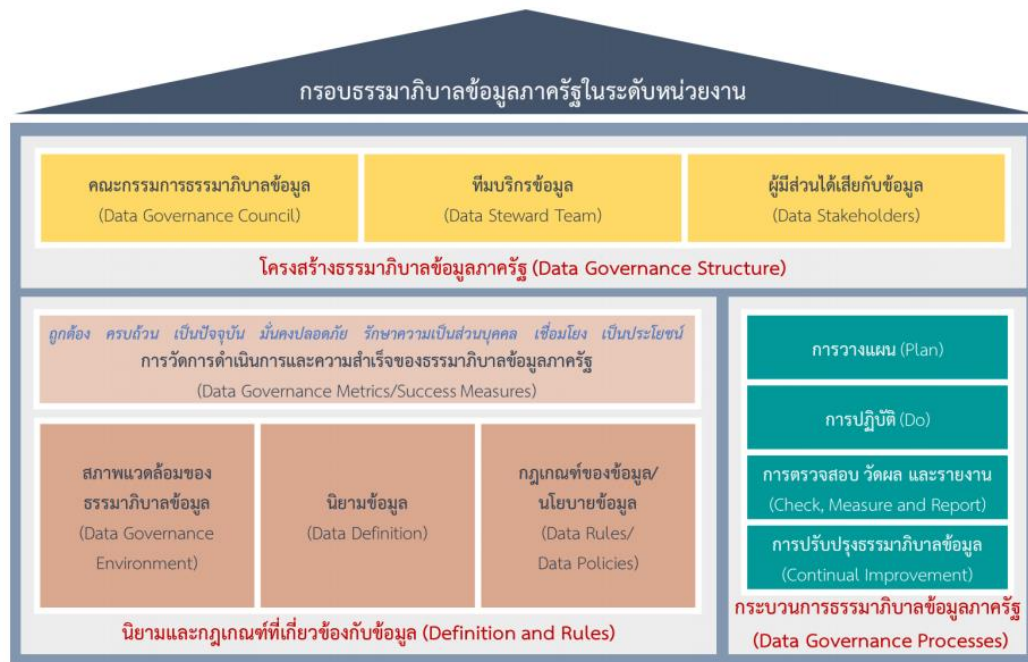 กรอบธรรมาภิบาลข้อมูลภาครัฐในระดับหน่วยงาน
คณะกรรมการธรรมาภิบาลข้อมูล
(Data Governance Council)
ทีมบริกรข้อมูล
(Data Steward Team)
ผู้มีส่วนได้เสียกับข้อมูล
(Data Stakeholders)
โครงสร้างธรรมาภิบาลข้อมูลภาครัฐ (Data Governance Structure)
ถูกต้อง ครบถ้วน เป็นปัจจุบัน มั่นคงปลอดภัย รักษาความเป็นส่วนบุคคล เชื่อมโยง เป็นประโยชน์
การวัดการดำเนินการและความสำเร็จของธรรมาภิบาลข้อมูลภาครัฐ
(Data Governance Metrics/Success Measures)
สภาพแวดล้อมของ
ธรรมาภิบาลข้อมูล
(Data Governance
Environment)
นิยามข้อมูล
(Data Definition)
กฎเกณฑ์ของข้อมูล/
นโยบายข้อมูล
(Data Rules/
Data Policies)
นิยามและกฎเกณฑ์ที่เกี่ยวข้องกับข้อมูล (Definition and Rules)
การวางแผน (Plan)
การปฏิบัติ (Do)
การตรวจสอบ วัดผล และรายงาน
(Check, Measure and Report)
การปรับปรุงธรรมาภิบาลข้อมูล
(Continual Improvement)
กระบวนการธรรมาภิบาลข้อมูลภาครัฐ
(Data Governance Processes)